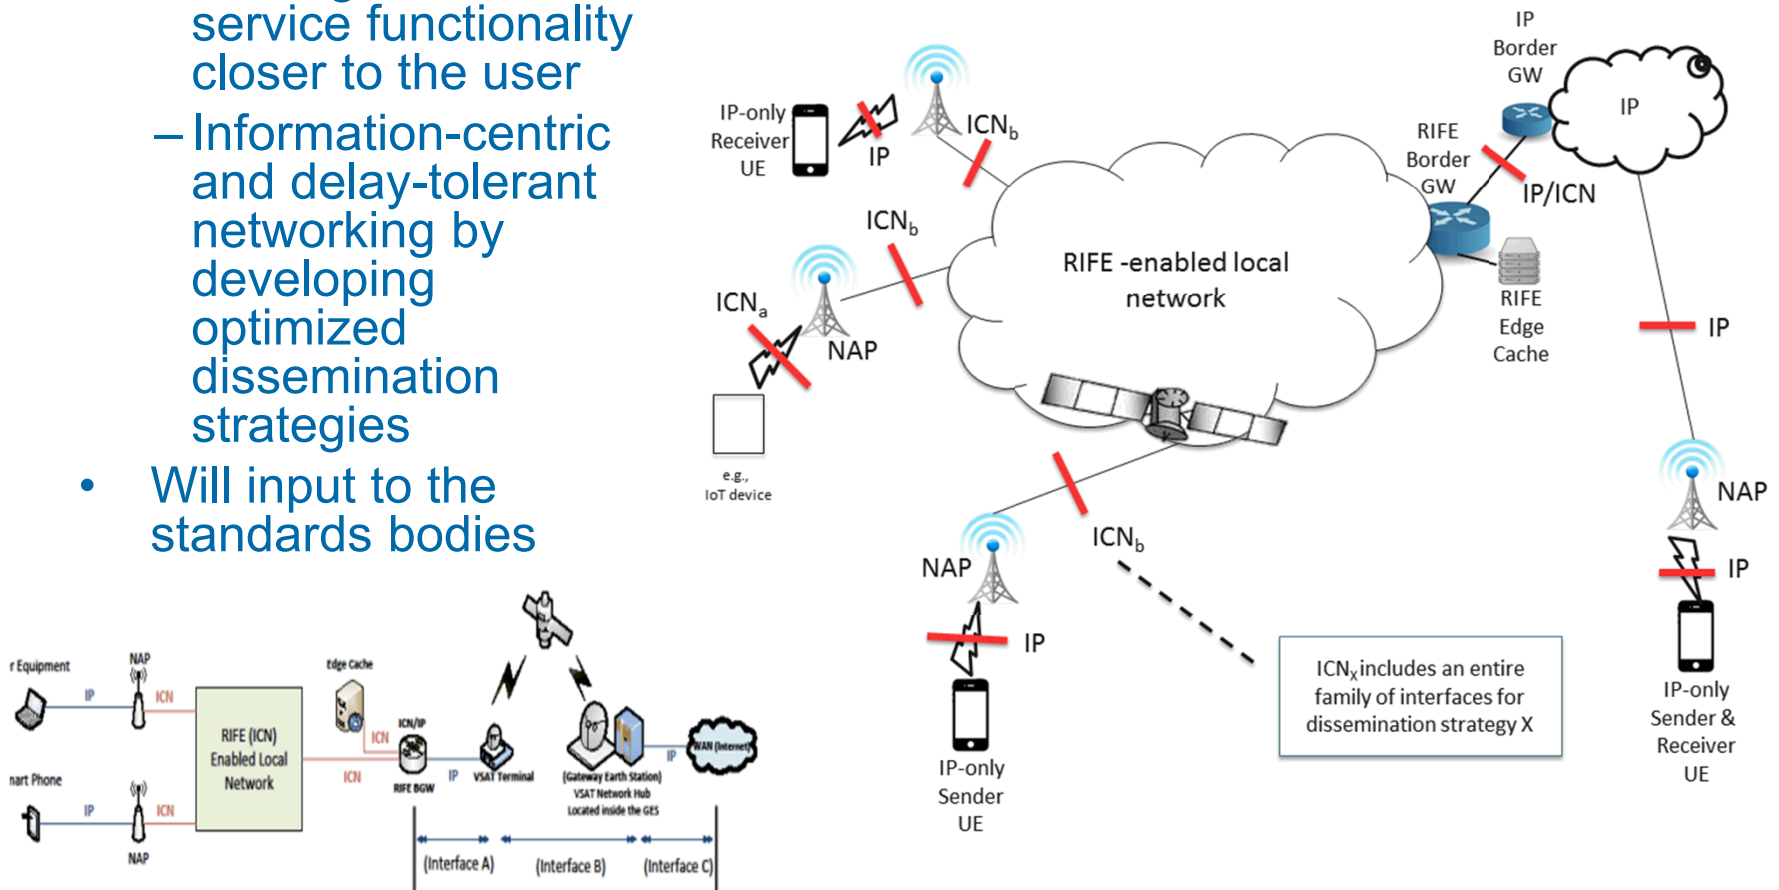 service functionality
closer to the user
– Information-centric
and delay-tolerant
networking by
developing
optimized
dissemination
strategies
• Will input to the
standards bodies
IP
Border
GW
IP
IP-only
Receiver
UE
IP
ICNb
RIFE
Border
GW
IP/ICN
ICNb
RIFE -enabled local
network
RIFE
Edge
Cache
IP
ICNa
NAP
e.g.,
IoT device
NAP
ICNb
NAP
IP
IP
ICNx includes an entire
family of interfaces for
dissemination strategy X
IP-only
Sender
UE
IP-only
Sender &
Receiver
UE
r Equipment
NAP
IP
ICN
Edge Cache
RIFE (ICN)
Enabled Local
Network
ICN/IP
ICN
ICN
RIFE BGW
IP
VSAT Terminal
(Gateway Earth Station)
VSAT Network Hub
Located inside the GES
IP
WAN (Internet)
nart Phone
IP
ICN
NAP
(Interface A)
(Interface B)
(Interface C)